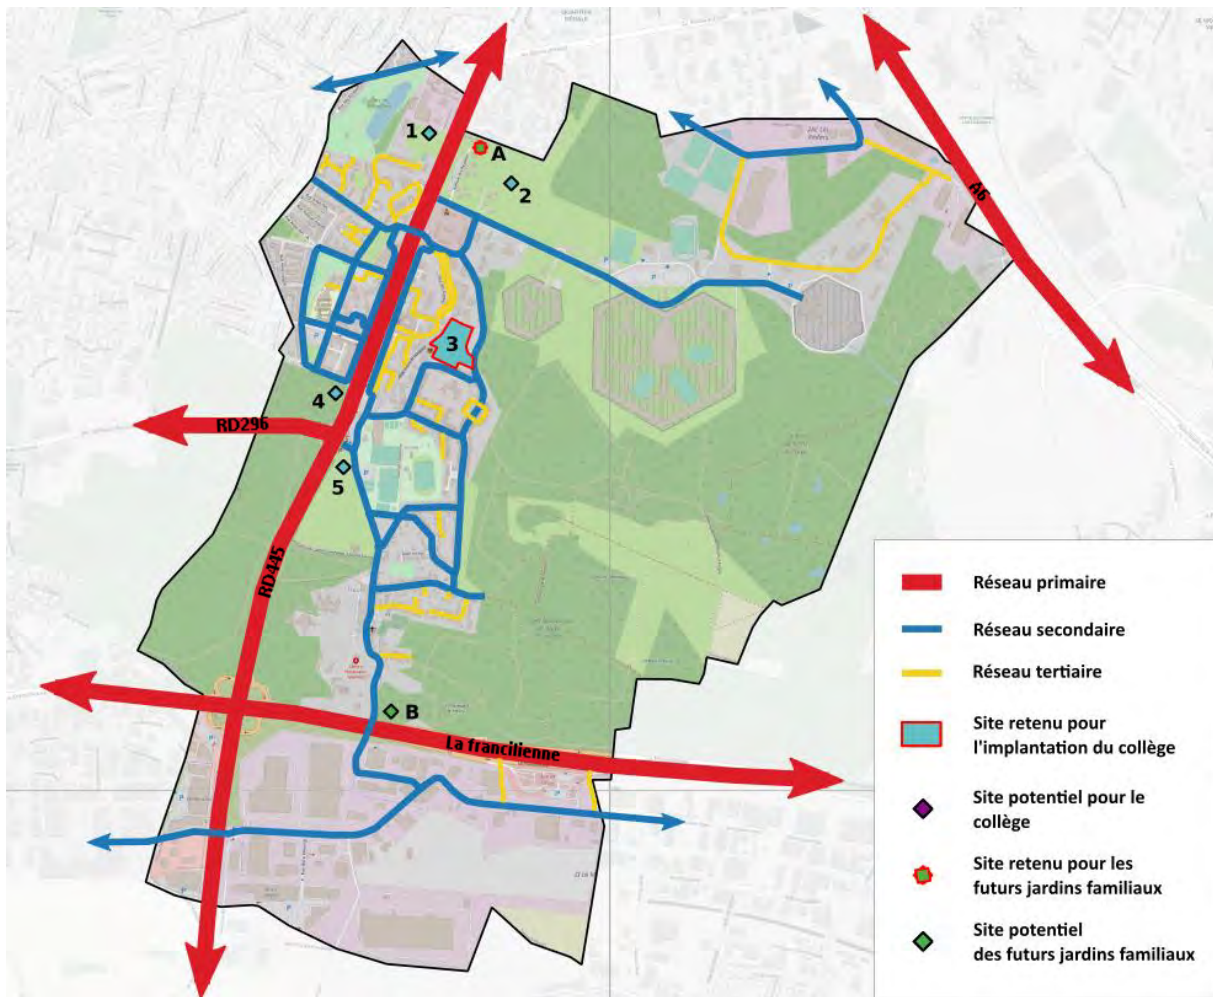 1
A
2
A6
3
4
RD296
5
RD445
B
La francilienne
Réseau primaire
Réseau secondaire
Réseau tertiaire
Site retenu pour
l'implantation du collège
Site potentiel pour le
collège
Site retenu pour les
futurs jardins familiaux
Site potentiel
des futurs jardins familiaux